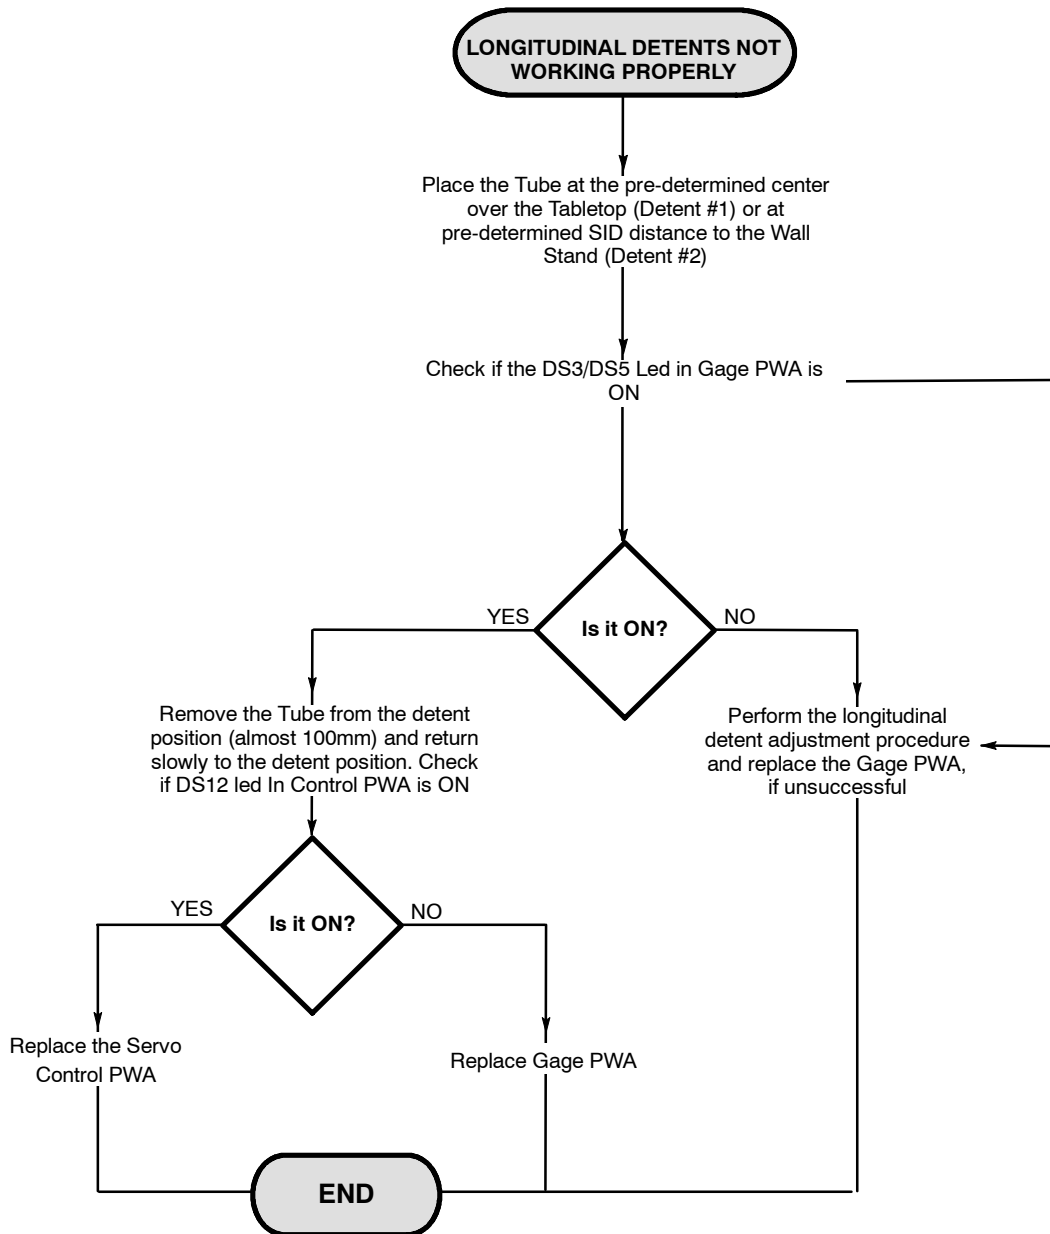 LONGITUDINAL DETENTS NOT
WORKING PROPERLY
Place the Tube at the pre-determined center
over the Tabletop (Detent #1) or at
pre-determined SID distance to the Wall
Stand (Detent #2)
Check if the DS3/DS5 Led in Gage PWA is
ON
YES
Is it ON?
NO
Remove the Tube from the detent
position (almost 100mm) and return
slowly to the detent position. Check
if DS12 led In Control PWA is ON
Perform the longitudinal
detent adjustment procedure
and replace the Gage PWA,
if unsuccessful
YES
Is it ON?
NO
Replace the Servo
Control PWA
Replace Gage PWA
END